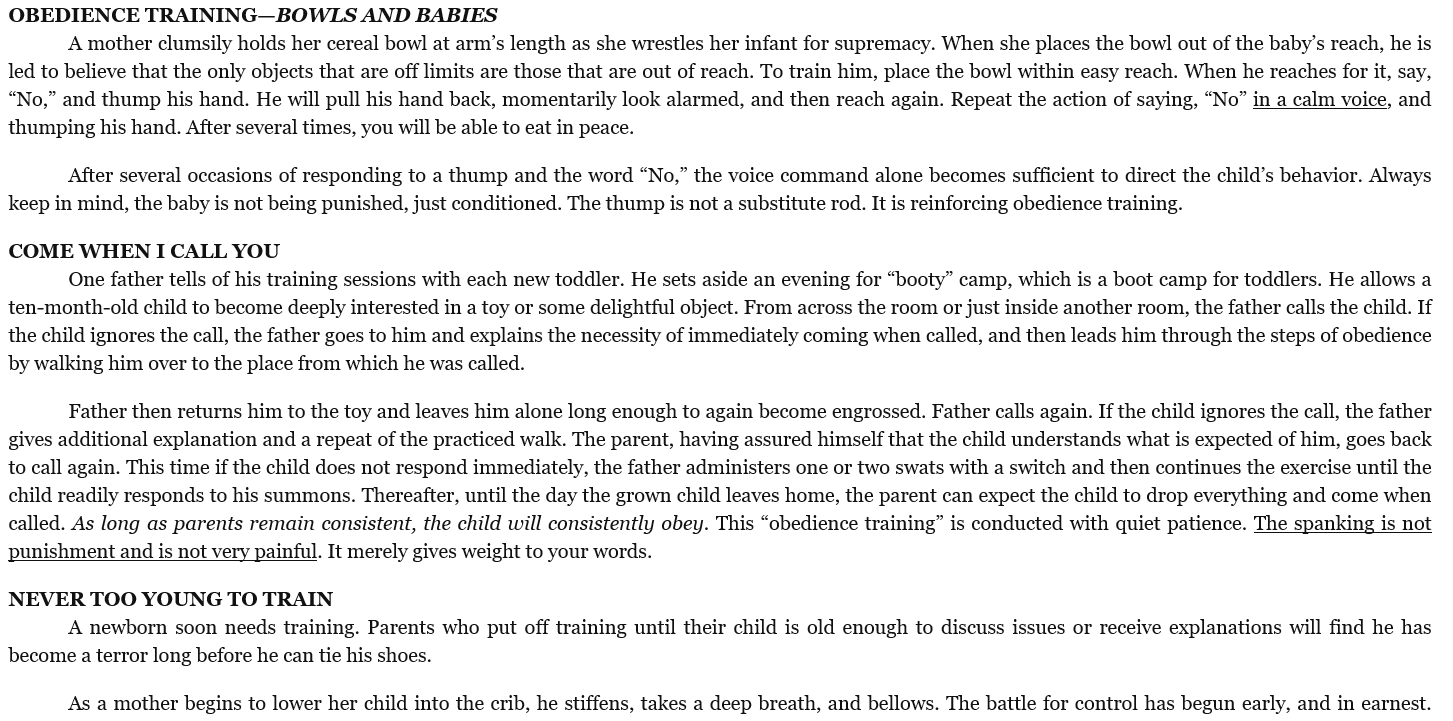 OBEDIENCE TRAINING—BOWLS AND BABIES
A mother clumsily holds her cereal bowl at arm’s length as she wrestles her infant for supremacy. When she places the bowl out of the baby’s reach, he is
led to believe that the only objects that are off limits are those that are out of reach. To train him, place the bowl within easy reach. When he reaches for it, say,
“No,” and thump his hand. He will pull his hand back, momentarily look alarmed, and then reach again. Repeat the action of saying, “No” in a calm voice, and
thumping his hand. After several times, you will be able to eat in peace.
After several occasions of responding to a thump and the word “No,” the voice command alone becomes sufficient to direct the child’s behavior. Always
keep in mind, the baby is not being punished, just conditioned. The thump is not a substitute rod. It is reinforcing obedience training.
COME WHEN I CALL YOU
One father tells of his training sessions with each new toddler. He sets aside an evening for “booty” camp, which is a boot camp for toddlers. He allows a
ten-month-old child to become deeply interested in a toy or some delightful object. From across the room or just inside another room, the father calls the child. If
the child ignores the call, the father goes to him and explains the necessity of immediately coming when called, and then leads him through the steps of obedience
by walking him over to the place from which he was called.
Father then returns him to the toy and leaves him alone long enough to again become engrossed. Father calls again. If the child ignores the call, the father
gives additional explanation and a repeat of the practiced walk. The parent, having assured himself that the child understands what is expected of him, goes back
to call again. This time if the child does not respond immediately, the father administers one or two swats with a switch and then continues the exercise until the
child readily responds to his summons. Thereafter, until the day the grown child leaves home, the parent can expect the child to drop everything and come when
called. As long as parents remain consistent, the child will consistently obey. This “obedience training” is conducted with quiet patience. The spanking is not
punishment and is not very painful. It merely gives weight to your words.
NEVER TOO YOUNG TO TRAIN
A newborn soon needs training. Parents who put off training until their child is old enough to discuss issues or receive explanations will find he has
become a terror long before he can tie his shoes.
As a mother begins to lower her child into the crib, he stiffens, takes a deep breath, and bellows. The battle for control has begun early, and in earnest.